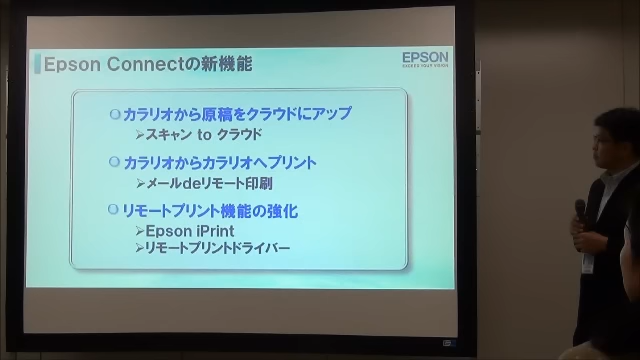 Epson Connectの新機能
EPSON
EXCEED YOUR VISION
カラリオから原稿をクラウドにアップ
スキャン to クラウド
カラリオからカラリオへプリント
メールdeリモート印刷
リモートプリント機能の強化
Epson iPrint
リモートプリントドライバー